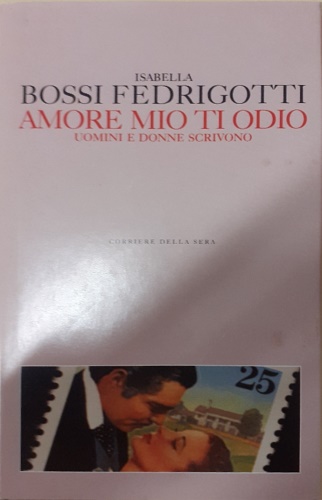 ISABELLA
BOSSI FEDRIGOTTI
AMORE MIO TI ODIO
UOMINI E DONNE SCRIVONO
CORRIERE DELLA SERA
25